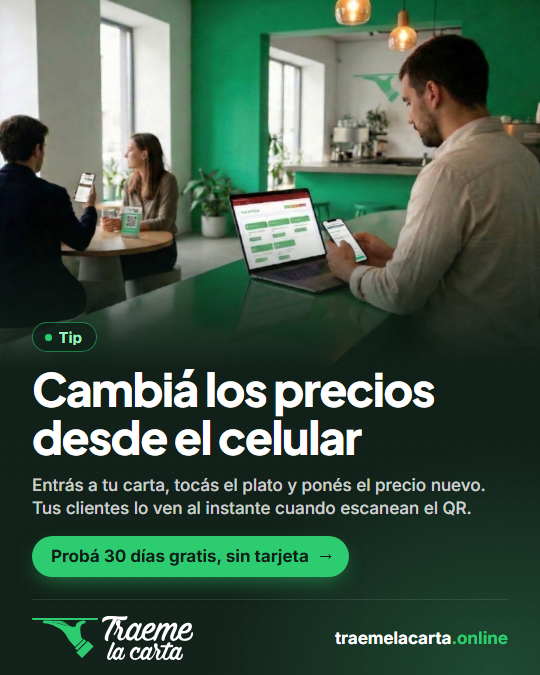 Tip
Cambiá los precios
desde el celular
Entrás a tu carta, tocás el plato y ponés el precio nuevo.
Tus clientes lo ven al instante cuando escanean el QR.
Probá 30 días gratis, sin tarjeta →
Traeme
la carta
traemelacarta.online